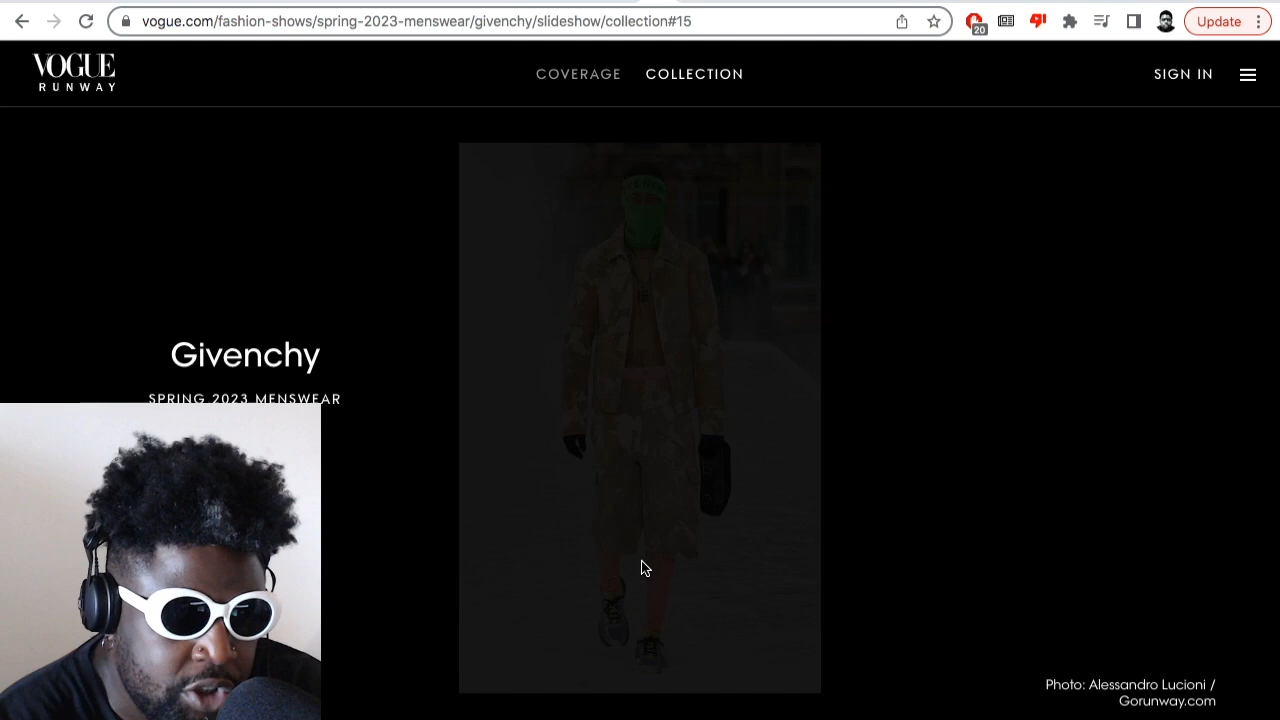 vogue.com/fashion-shows/spring-2023-menswear/givenchy/slideshow/collection#15
20
Update
VOGUE
RUNWAY
COVERAGE COLLECTION
SIGN IN
Givenchy
SPRING 2023 MENSWEAR
Photo: Alessandro Lucioni /
Gorunway.com